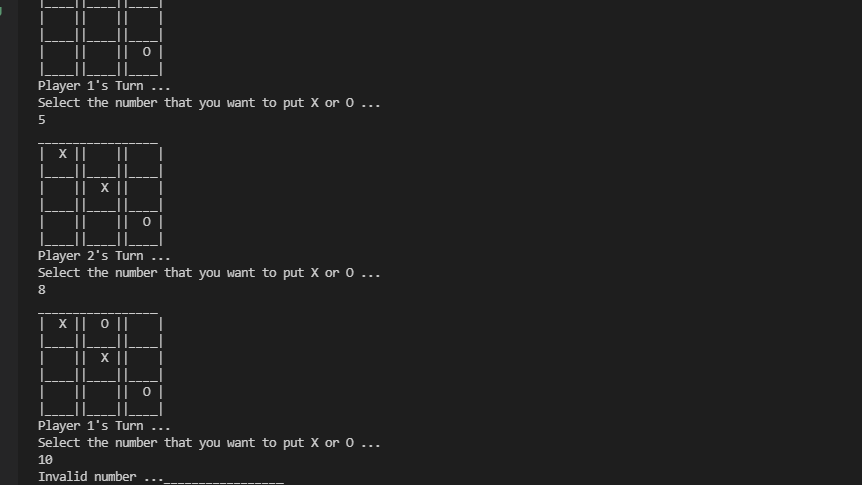 |____||____||____|
|    ||    ||    |
|____||____||____|
|    ||    ||  O |
|____||____||____|
Player 1's Turn ...
Select the number that you want to put X or O ...
5
_________________
|  X ||    ||    |
|____||____||____|
|    ||  X ||    |
|____||____||____|
|    ||    ||  O |
|____||____||____|
Player 2's Turn ...
Select the number that you want to put X or O ...
8
_________________
|  X ||  O ||    |
|____||____||____|
|    ||  X ||    |
|____||____||____|
|    ||    ||  O |
|____||____||____|
Player 1's Turn ...
Select the number that you want to put X or O ...
10
Invalid number ..._________________